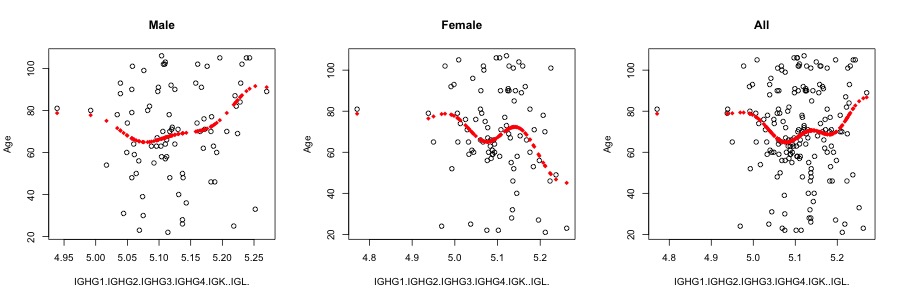 Male
Female
All
Age
20 40 60 80 100
4.95 5.00 5.05 5.10 5.15 5.20 5.25
IGHG1.IGHG2.IGHG3.IGHG4.IGK..IGL.
Age
20 40 60 80 100
4.8 4.9 5.0 5.1 5.2
IGHG1.IGHG2.IGHG3.IGHG4.IGK..IGL.
Age
20 40 60 80 100
4.8 4.9 5.0 5.1 5.2
IGHG1.IGHG2.IGHG3.IGHG4.IGK..IGL.